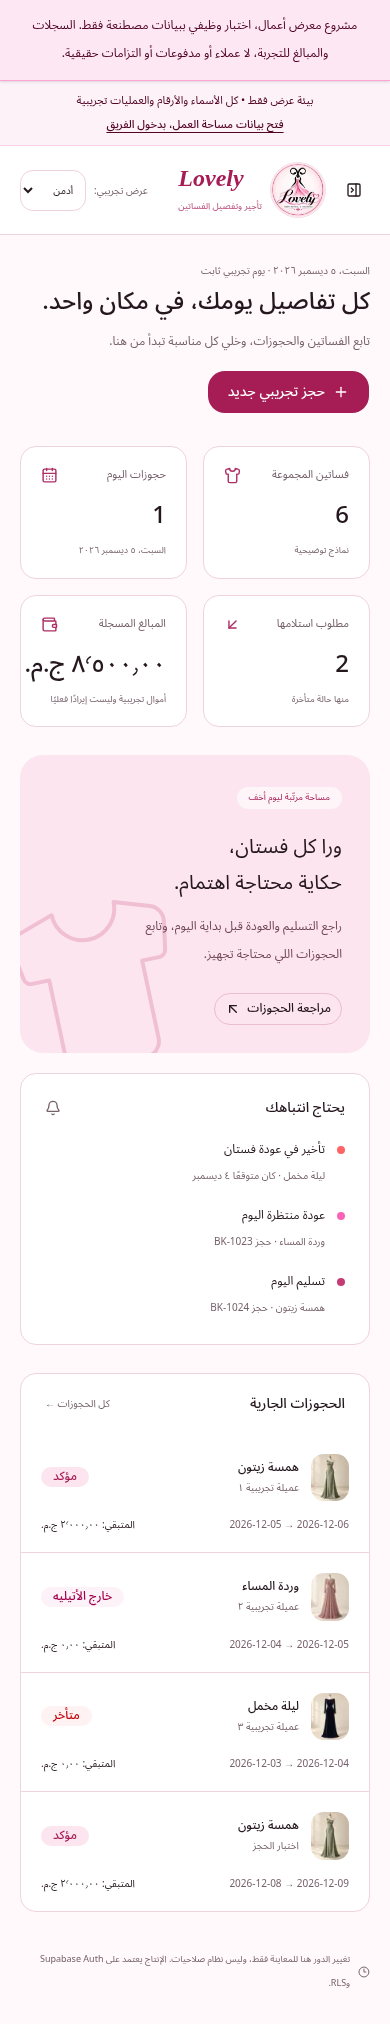 مشروع معرض أعمال، اختبار وظيفي ببيانات مصطنعة فقط. السجلات
والمبالغ للتجربة، لا عملاء أو مدفوعات أو التزامات حقيقية.
بيئة عرض فقط • كل الأسماء والأرقام والعمليات تجريبية
فتح بيانات مساحة العمل، بدخول الفريق
Lovely
Lovely
تأجير وتفصيل الفساتين
عرض تجريبي:
أدمن
السبت، ٥ ديسمبر ٢٠٢٦ · يوم تجريبي ثابت
كل تفاصيل يومك، في مكان واحد.
تابع الفساتين والحجوزات، وخلي كل مناسبة تبدأ من هنا.
+ حجز تجريبي جديد
فساتين المجموعة
6
نماذج توضيحية
حجوزات اليوم
1
السبت، ٥ ديسمبر ٢٠٢٦
مطلوب استلامها
2
منها حالة متأخرة
المبالغ المسجلة
٨٬٥٠٠٫٠٠ ج.م.
أموال تجريبية وليست إيرادًا فعليًا
مساحة مرتّبة ليوم أخف
ورا كل فستان،
حكاية محتاجة اهتمام.
راجع التسليم والعودة قبل بداية اليوم، وتابع
الحجوزات اللي محتاجة تجهيز.
مراجعة الحجوزات
يحتاج انتباهك
تأخير في عودة فستان
ليلة مخمل · كان متوقعًا ٤ ديسمبر
عودة منتظرة اليوم
وردة المساء · حجز BK-1023
تسليم اليوم
همسة زيتون · حجز BK-1024
الحجوزات الجارية
كل الحجوزات ←
همسة زيتون
عميلة تجريبية ١
مؤكد
2026-12-05 → 2026-12-06
المتبقي: ٢٬٠٠٠٫٠٠ ج.م.
وردة المساء
عميلة تجريبية ٢
خارج الأتيليه
2026-12-04 → 2026-12-05
المتبقي: ٠٫٠٠ ج.م.
ليلة مخمل
عميلة تجريبية ٣
متأخر
2026-12-03 → 2026-12-04
المتبقي: ٠٫٠٠ ج.م.
همسة زيتون
اختبار الحجز
مؤكد
2026-12-08 → 2026-12-09
المتبقي: ٢٬٠٠٠٫٠٠ ج.م.
تغيير الدور هنا للمعاينة فقط، وليس نظام صلاحيات. الإنتاج يعتمد على Supabase Auth
وRLS.